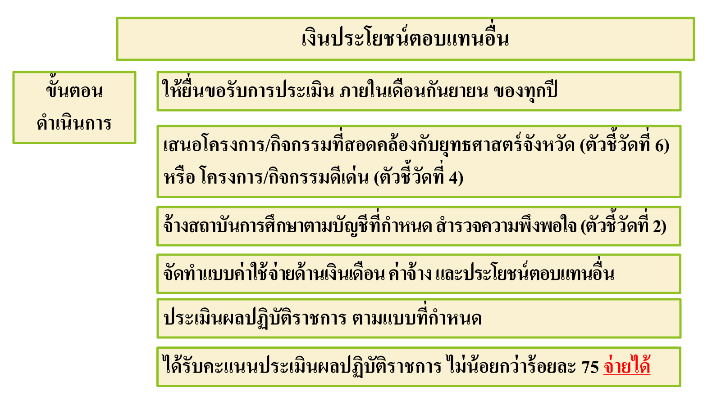 เงินประโยชน์ตอบแทนอื่น
ขั้นตอน
ดำเนินการ
ให้ยื่นขอรับการประเมิน ภายในเดือนกันยายน ของทุกปี
เสนอโครงการ/กิจกรรมที่สอดคล้องกับยุทธศาสตร์จังหวัด (ตัวชี้วัดที่ 6)
หรือ โครงการ/กิจกรรมดีเด่น (ตัวชี้วัดที่ 4)
จ้างสถาบันการศึกษาตามบัญชีที่กำหนด สำรวจความพึงพอใจ (ตัวชี้วัดที่ 2)
จัดทำแบบค่าใช้จ่ายด้านเงินเดือน ค่าจ้าง และประโยชน์ตอบแทนอื่น
ประเมินผลปฏิบัติราชการ ตามแบบที่กำหนด
ได้รับคะแนนประเมินผลปฏิบัติราชการ ไม่น้อยกว่าร้อยละ 75 จ่ายได้